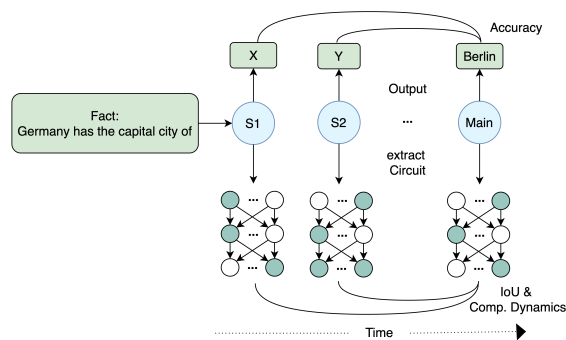 Accuracy
X
Y
Berlin
Output
Fact:
Germany has the capital city of
S1
S2
...
Main
extract
Circuit
...
...
...
...
...
...
...
...
...
IoU &
Comp. Dynamics
Time